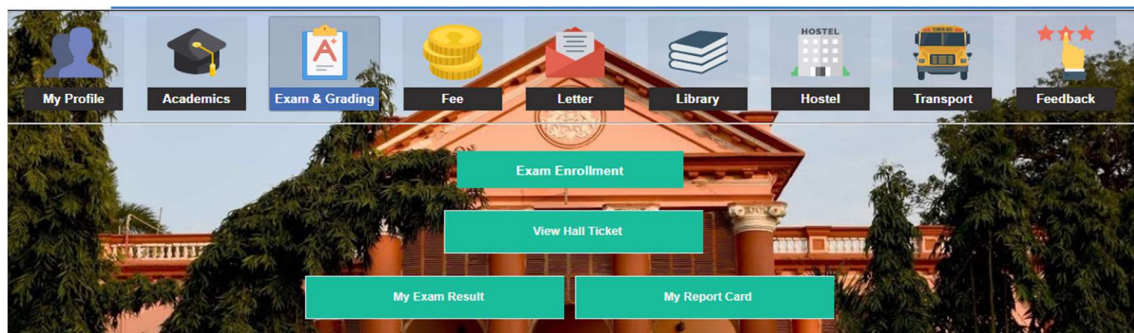 HOSTEL
My Profile
Academics
Exam & Grading
Fee
Letter
Library
Hostel
Transport
Feedback
Exam Enrollment
View Hall Ticket
My Exam Result
My Report Card